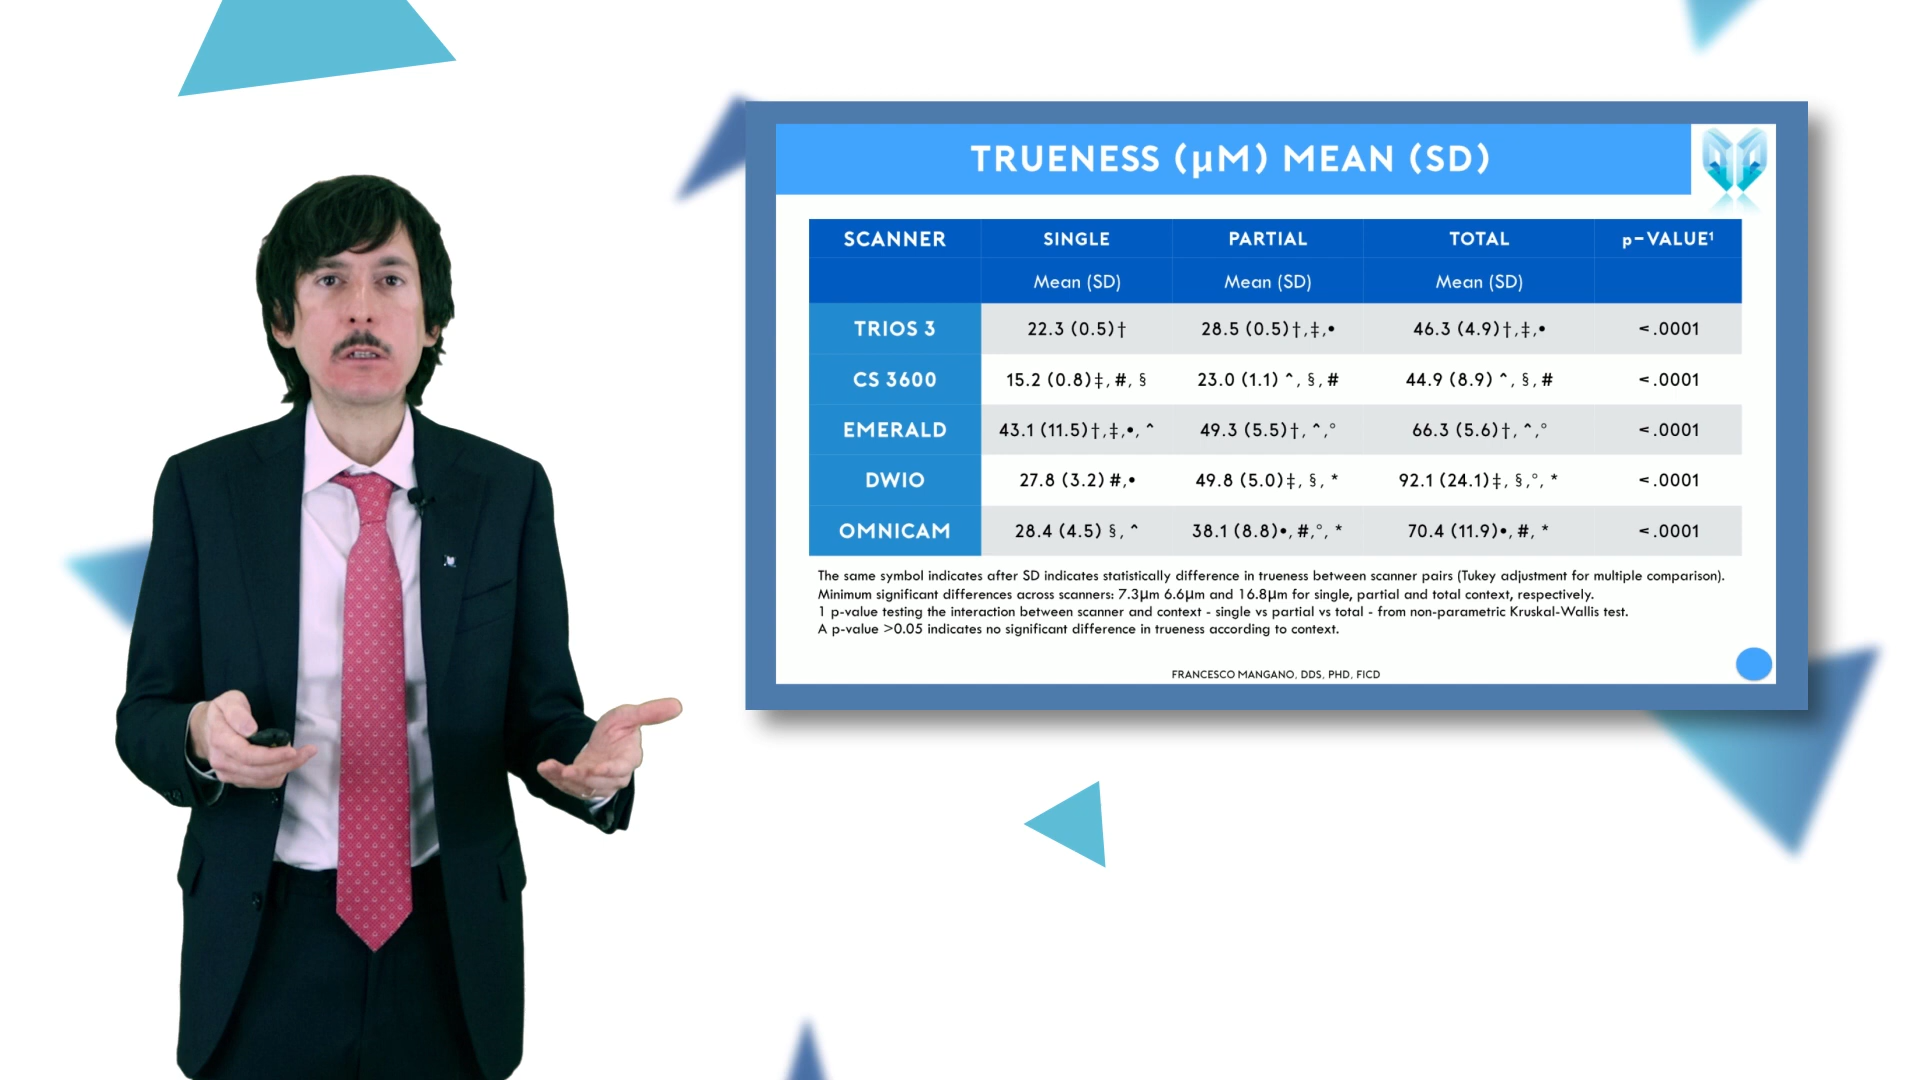 TRUENESS (µM) MEAN (SD)
SCANNER SINGLE PARTIAL TOTAL p-VALUE¹
Mean (SD) Mean (SD) Mean (SD)
TRIOS 3 22.3 (0.5)† 28.5 (0.5)†,‡,• 46.3 (4.9)†,‡,• <.0001
CS 3600 15.2 (0.8)‡, #, § 23.0 (1.1) ^, §, # 44.9 (8.9) ^, §, # <.0001
EMERALD 43.1 (11.5)†,‡,•, ^ 49.3 (5.5)†, ^,° 66.3 (5.6)†, ^,° <.0001
DWIO 27.8 (3.2) #,• 49.8 (5.0)‡, §, * 92.1 (24.1)‡, §,°, * <.0001
OMNICAM 28.4 (4.5) §, ^ 38.1 (8.8)•, #,°, * 70.4 (11.9)•, #, * <.0001
The same symbol indicates after SD indicates statistically difference in trueness between scanner pairs (Tukey adjustment for multiple comparison).
Minimum significant differences across scanners: 7.3µm 6.6µm and 16.8µm for single, partial and total context, respectively.
1 p-value testing the interaction between scanner and context - single vs partial vs total - from non-parametric Kruskal-Wallis test.
A p-value >0.05 indicates no significant difference in trueness according to context.
FRANCESCO MANGANO, DDS, PHD, FICD